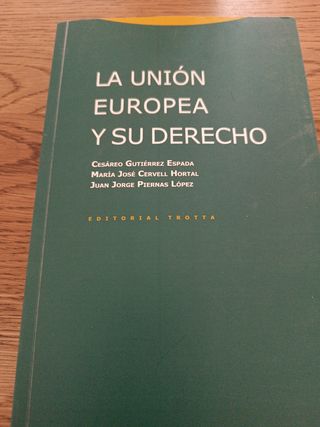 LA UNIÓN
EUROPEA
Y SU DERECHO
CESÁREO GUTIÉRREZ ESPADA
MARÍA JOSÉ CERVELL HORTAL
JUAN JORGE PIERNAS LÓPEZ
EDITORIAL TROTTA